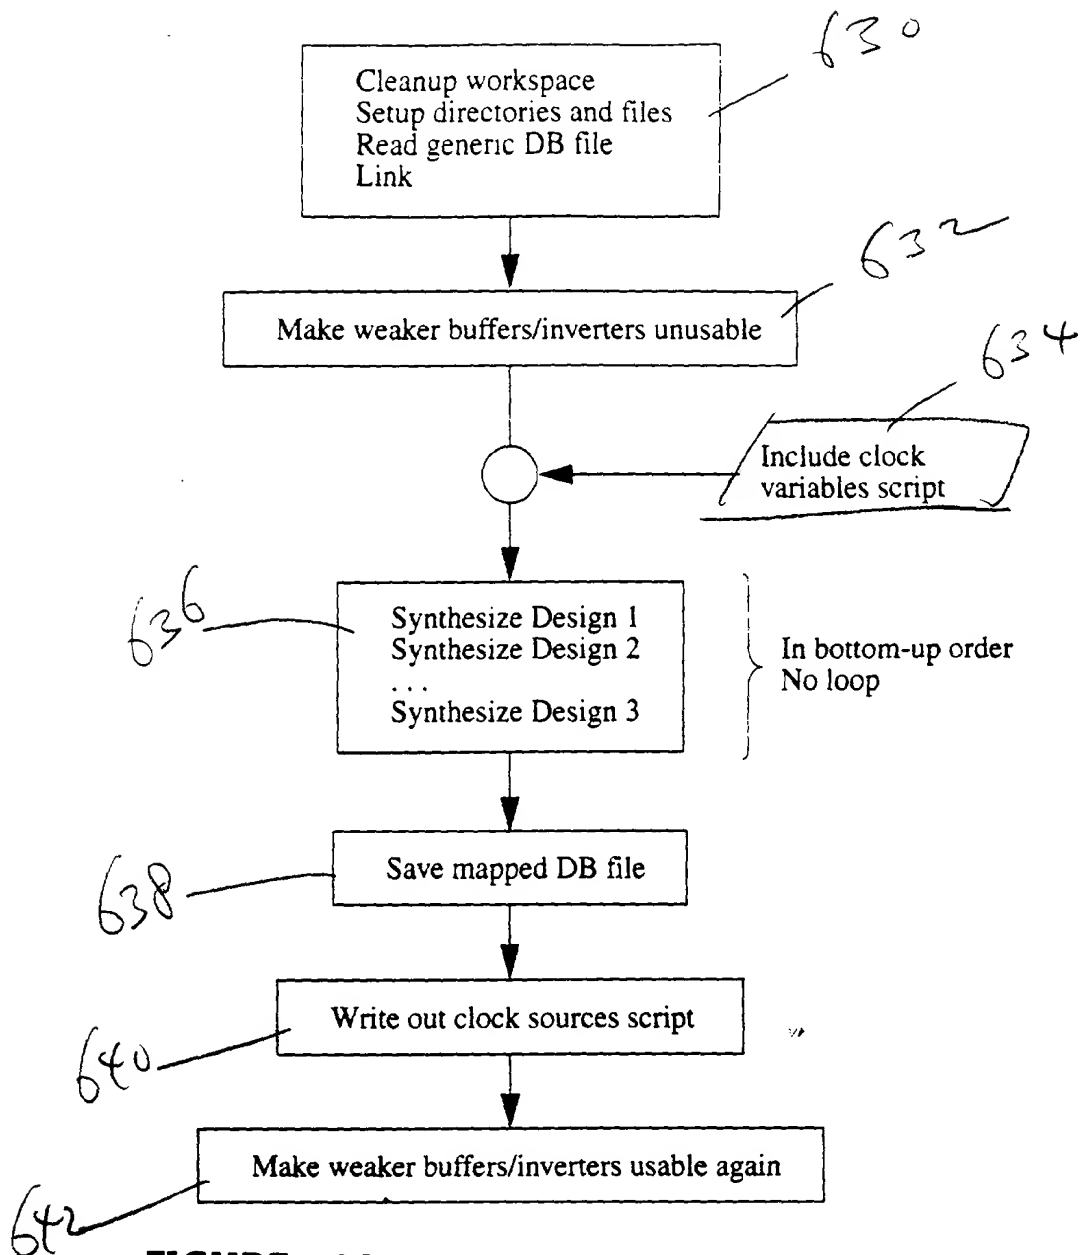 630
Cleanup workspace
Setup directories and files
Read generic DB file
Link
632
Make weaker buffers/inverters unusable
634
Include clock
variables script
636
Synthesize Design 1
Synthesize Design 2
. . .
Synthesize Design 3
In bottom-up order
No loop
638
Save mapped DB file
640
Write out clock sources script
642
Make weaker buffers/inverters usable again